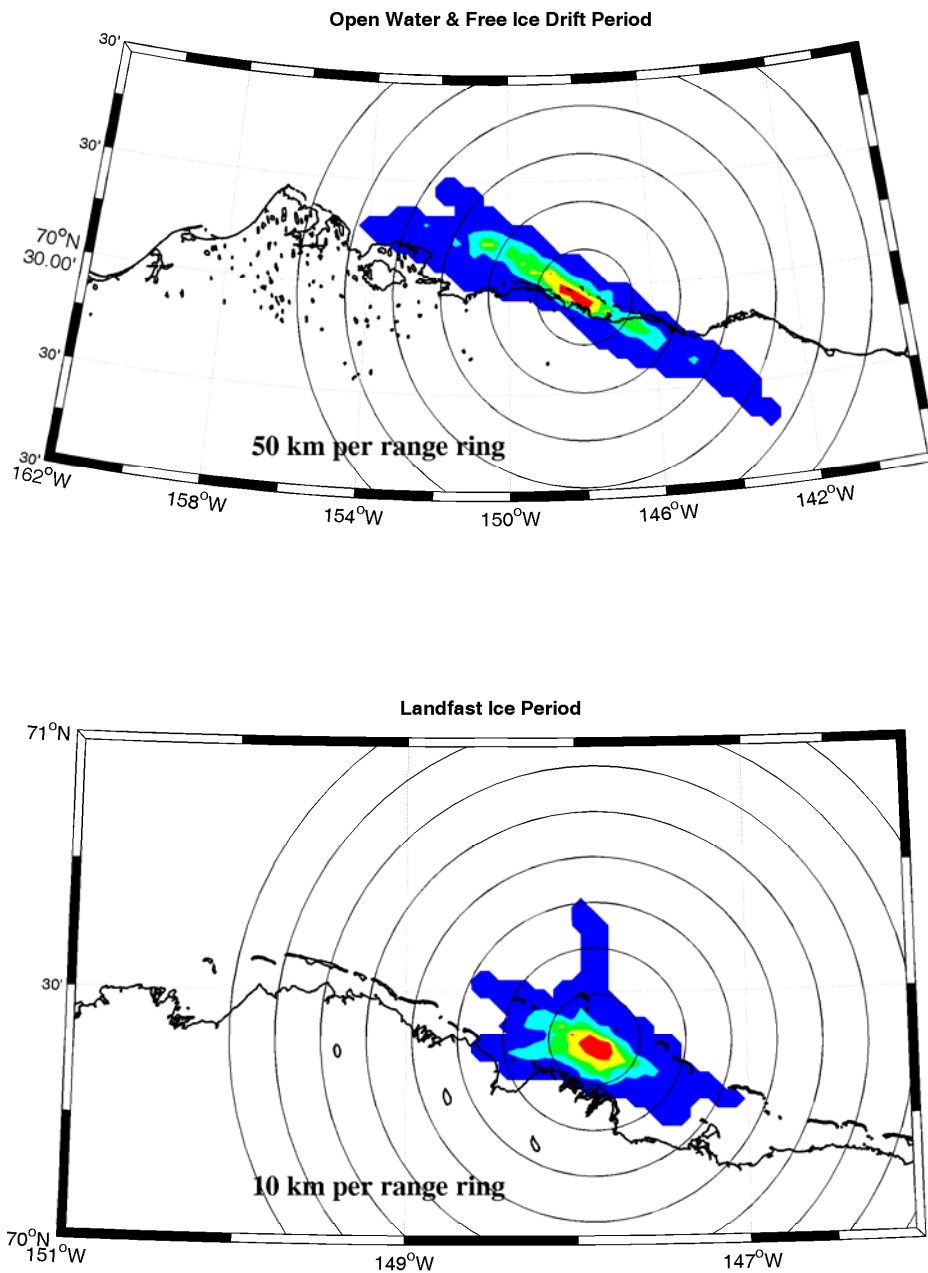 Open Water & Free Ice Drift Period
30'
30'
70°N
30.00'
30'
30'
162°W
158°W
154°W
150°W
146°W
142°W
50 km per range ring
Landfast Ice Period
71°N
30'
70°N
151°W
149°W
147°W
10 km per range ring